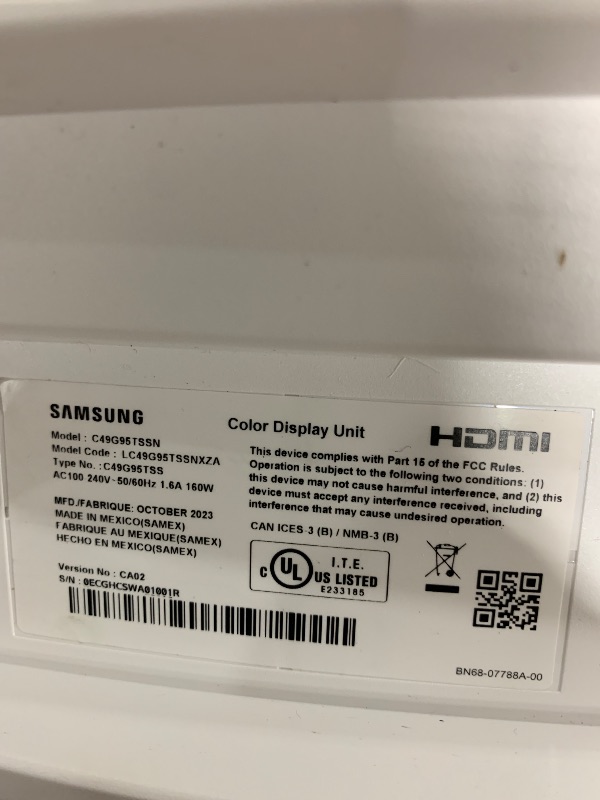 SAMSUNG
Model : C49G95TSSN
Model Code : LC49G95TSSNXZA
Type No. :C49G95TSS
AC100 240V~50/60Hz 1.6A 160W
MFD./FABRIQUE: OCTOBER 2023
MADE IN MEXICO(SAMEX)
FABRIQUE AU MEXIQUE(SAMEX)
HECHO EN MEXICO(SAMEX)
Version No : CA02
S/N : 0ECGHCSWA01001R
Color Display Unit
HDMI
This device complies with Part 15 of the FCC Rules.
Operation is subject to the following two conditions: (1)
this device may not cause harmful interference, and (2) this
device must accept any interference received, including
interference that may cause undesired operation.
CAN ICES-3 (B) / NMB-3 (B)
C UL US LISTED
I.T.E.
E233185
BN68-07788A-00